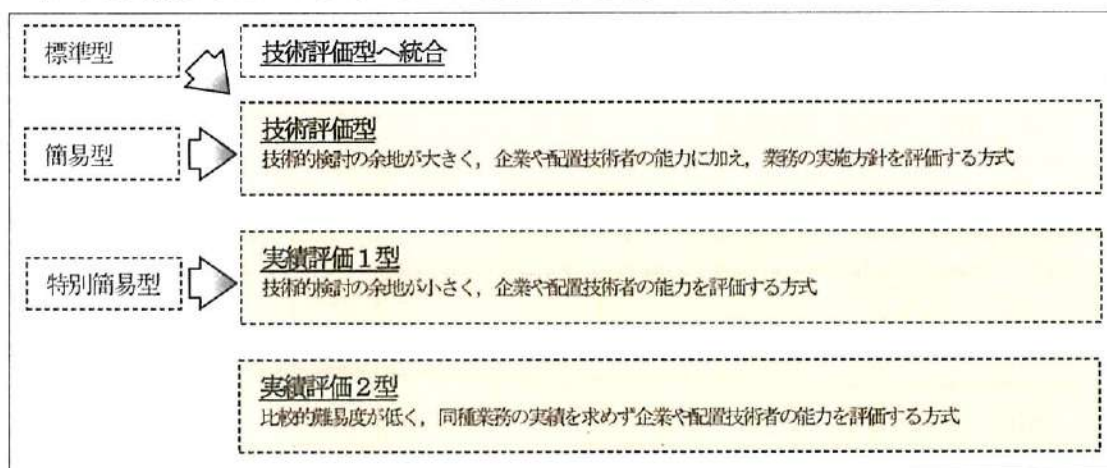 標準型
技術評価型へ統合
簡易型
技術評価型
技術的検討の余地が大きく，企業や配置技術者の能力に加え，業務の実施方針を評価する方式
特別簡易型
実績評価１型
技術的検討の余地が小さく，企業や配置技術者の能力を評価する方式
実績評価２型
比較的難易度が低く，同種業務の実績を求めず企業や配置技術者の能力を評価する方式